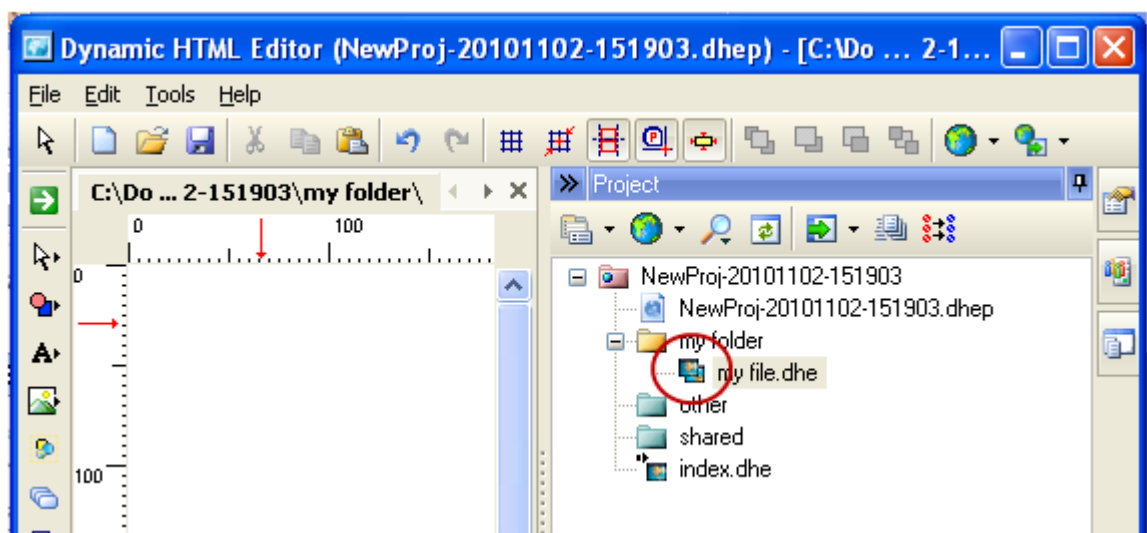 Dynamic HTML Editor (NewProj-20101102-151903.dhep) - [C:\Do ... 2-1...
File Edit Tools Help
C:\Do ... 2-151903\my folder\
Project
0 100
0
100
NewProj-20101102-151903
NewProj-20101102-151903.dhep
my folder
my file.dhe
other
shared
index.dhe